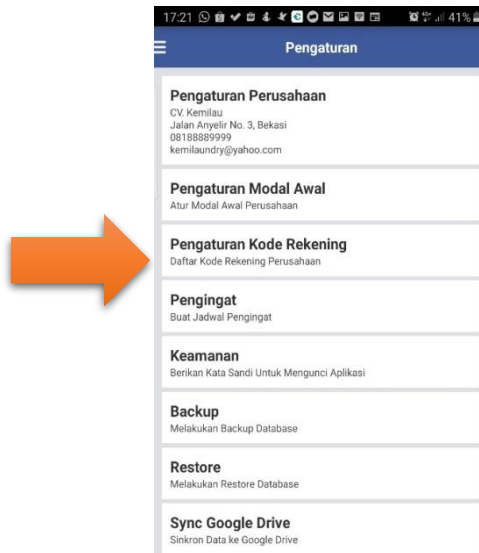 17:21 41%
Pengaturan
Pengaturan Perusahaan
CV. Kemilau
Jalan Anyelir No. 3, Bekasi
08188889999
kemilaundry@yahoo.com
Pengaturan Modal Awal
Atur Modal Awal Perusahaan
Pengaturan Kode Rekening
Daftar Kode Rekening Perusahaan
Pengingat
Buat Jadwal Pengingat
Keamanan
Berikan Kata Sandi Untuk Mengunci Aplikasi
Backup
Melakukan Backup Database
Restore
Melakukan Restore Database
Sync Google Drive
Sinkron Data ke Google Drive